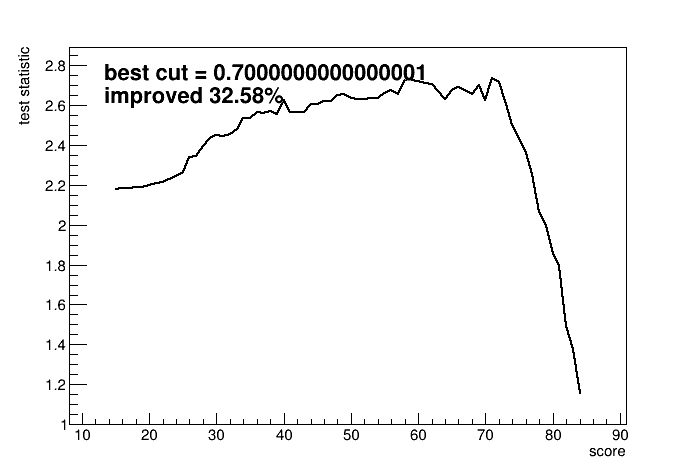 best cut = 0.7000000000000001
improved 32.58%
test statistic
2.8
2.6
2.4
2.2
2
1.8
1.6
1.4
1.2
1
10 20 30 40 50 60 70 80 90
score